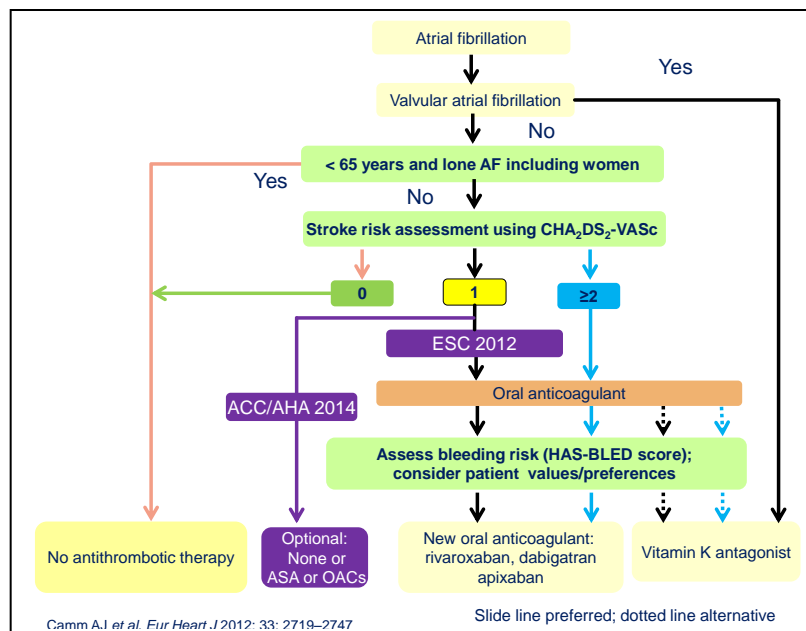 Atrial fibrillation
Yes
Valvular atrial fibrillation
No
< 65 years and lone AF including women
Yes
No
Stroke risk assessment using CHA₂DS₂-VASc
0
1
≥2
ESC 2012
ACC/AHA 2014
Oral anticoagulant
Assess bleeding risk (HAS-BLED score);
consider patient values/preferences
No antithrombotic therapy
Optional:
None or
ASA or OACs
New oral anticoagulant:
rivaroxaban, dabigatran
apixaban
Vitamin K antagonist
Camm AJ et al. Eur Heart J 2012; 33: 2719–2747
Slide line preferred; dotted line alternative